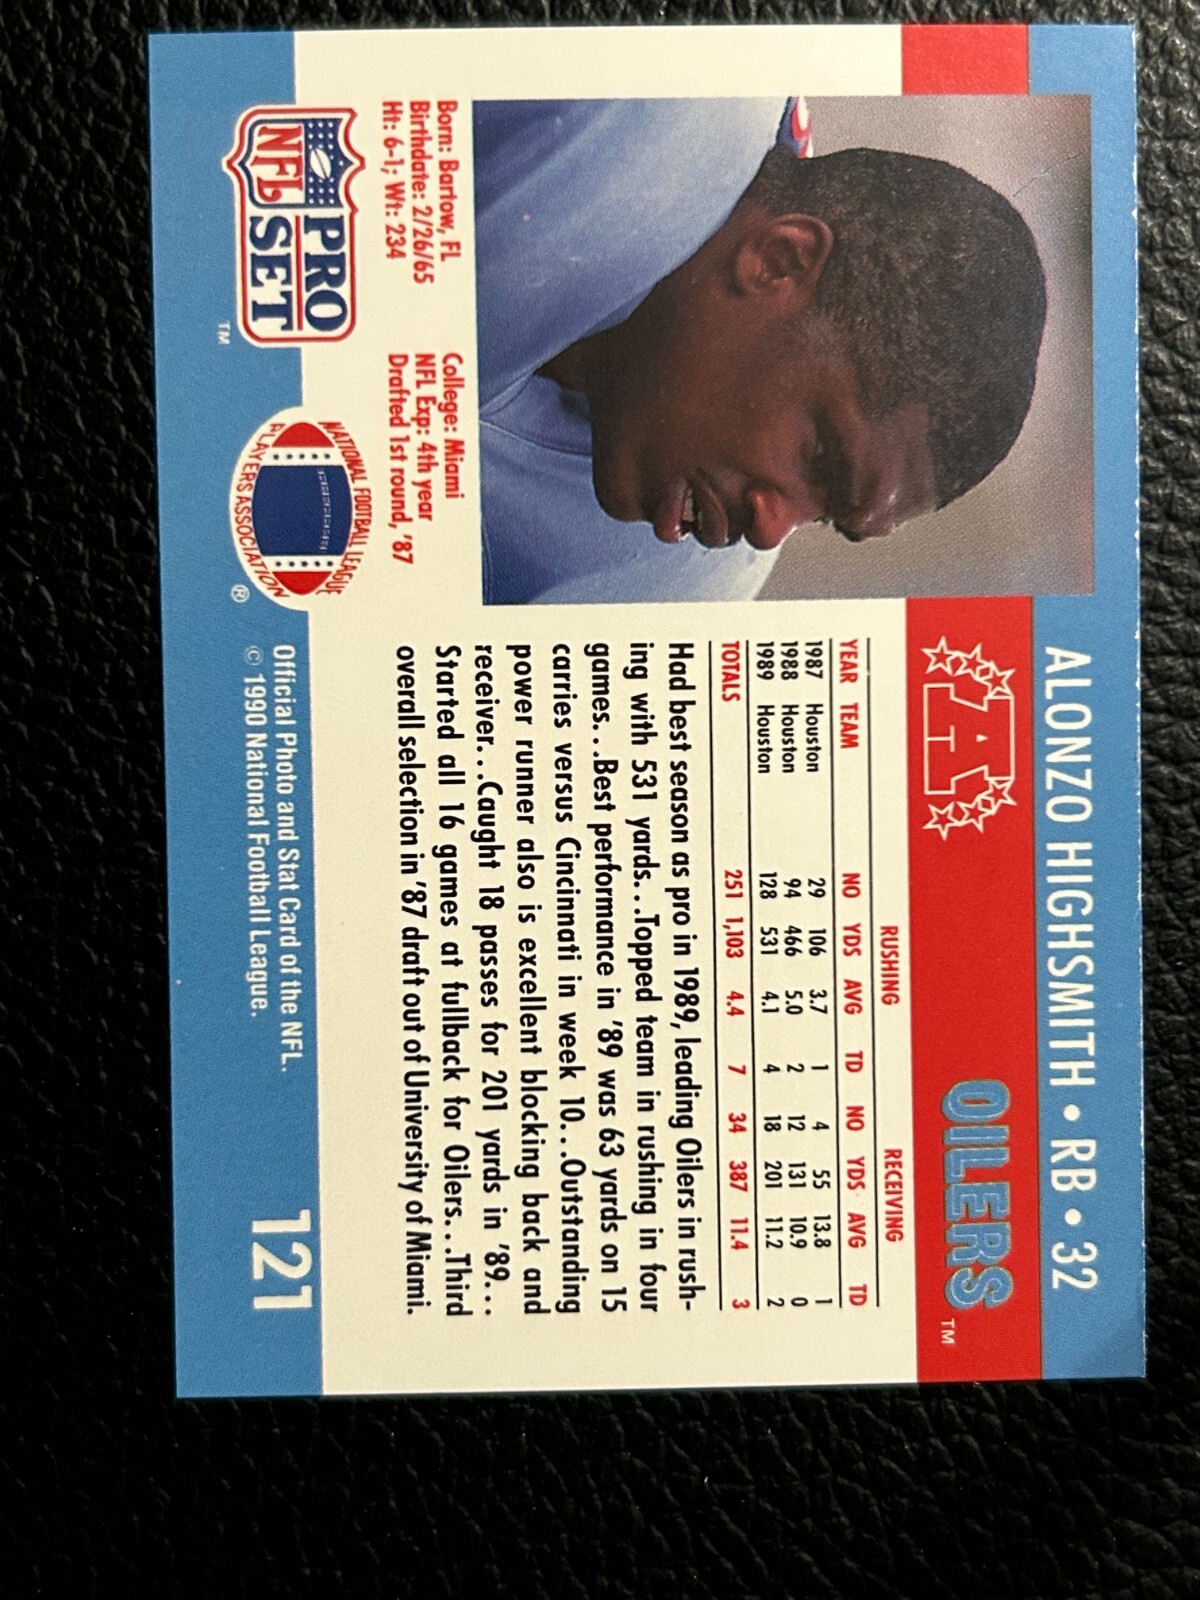 ALONZO HIGHSMITH • RB • 32
A
OILERS ™
RUSHING RECEIVING
YEAR TEAM NO YDS AVG TD NO YDS AVG TD
1987 Houston 29 106 3.7 1 4 55 13.8 1
1988 Houston 94 466 5.0 2 12 131 10.9 0
1989 Houston 128 531 4.1 4 18 201 11.2 2
TOTALS 251 1,103 4.4 7 34 387 11.4 3
Had best season as pro in 1989, leading Oilers in rush-
ing with 531 yards...Topped team in rushing in four
games...Best performance in '89 was 63 yards on 15
carries versus Cincinnati in week 10...Outstanding
power runner also is excellent blocking back and
receiver...Caught 18 passes for 201 yards in '89...
Started all 16 games at fullback for Oilers...Third
overall selection in '87 draft out of University of Miami.
Born: Bartow, FL College: Miami
Birthdate: 2/26/65 NFL Exp: 4th year
Ht: 6-1; Wt: 234 Drafted 1st round, '87
NFL PRO SET ™
NATIONAL FOOTBALL LEAGUE
PLAYERS ASSOCIATION ®
Official Photo and Stat Card of the NFL.
© 1990 National Football League.
121